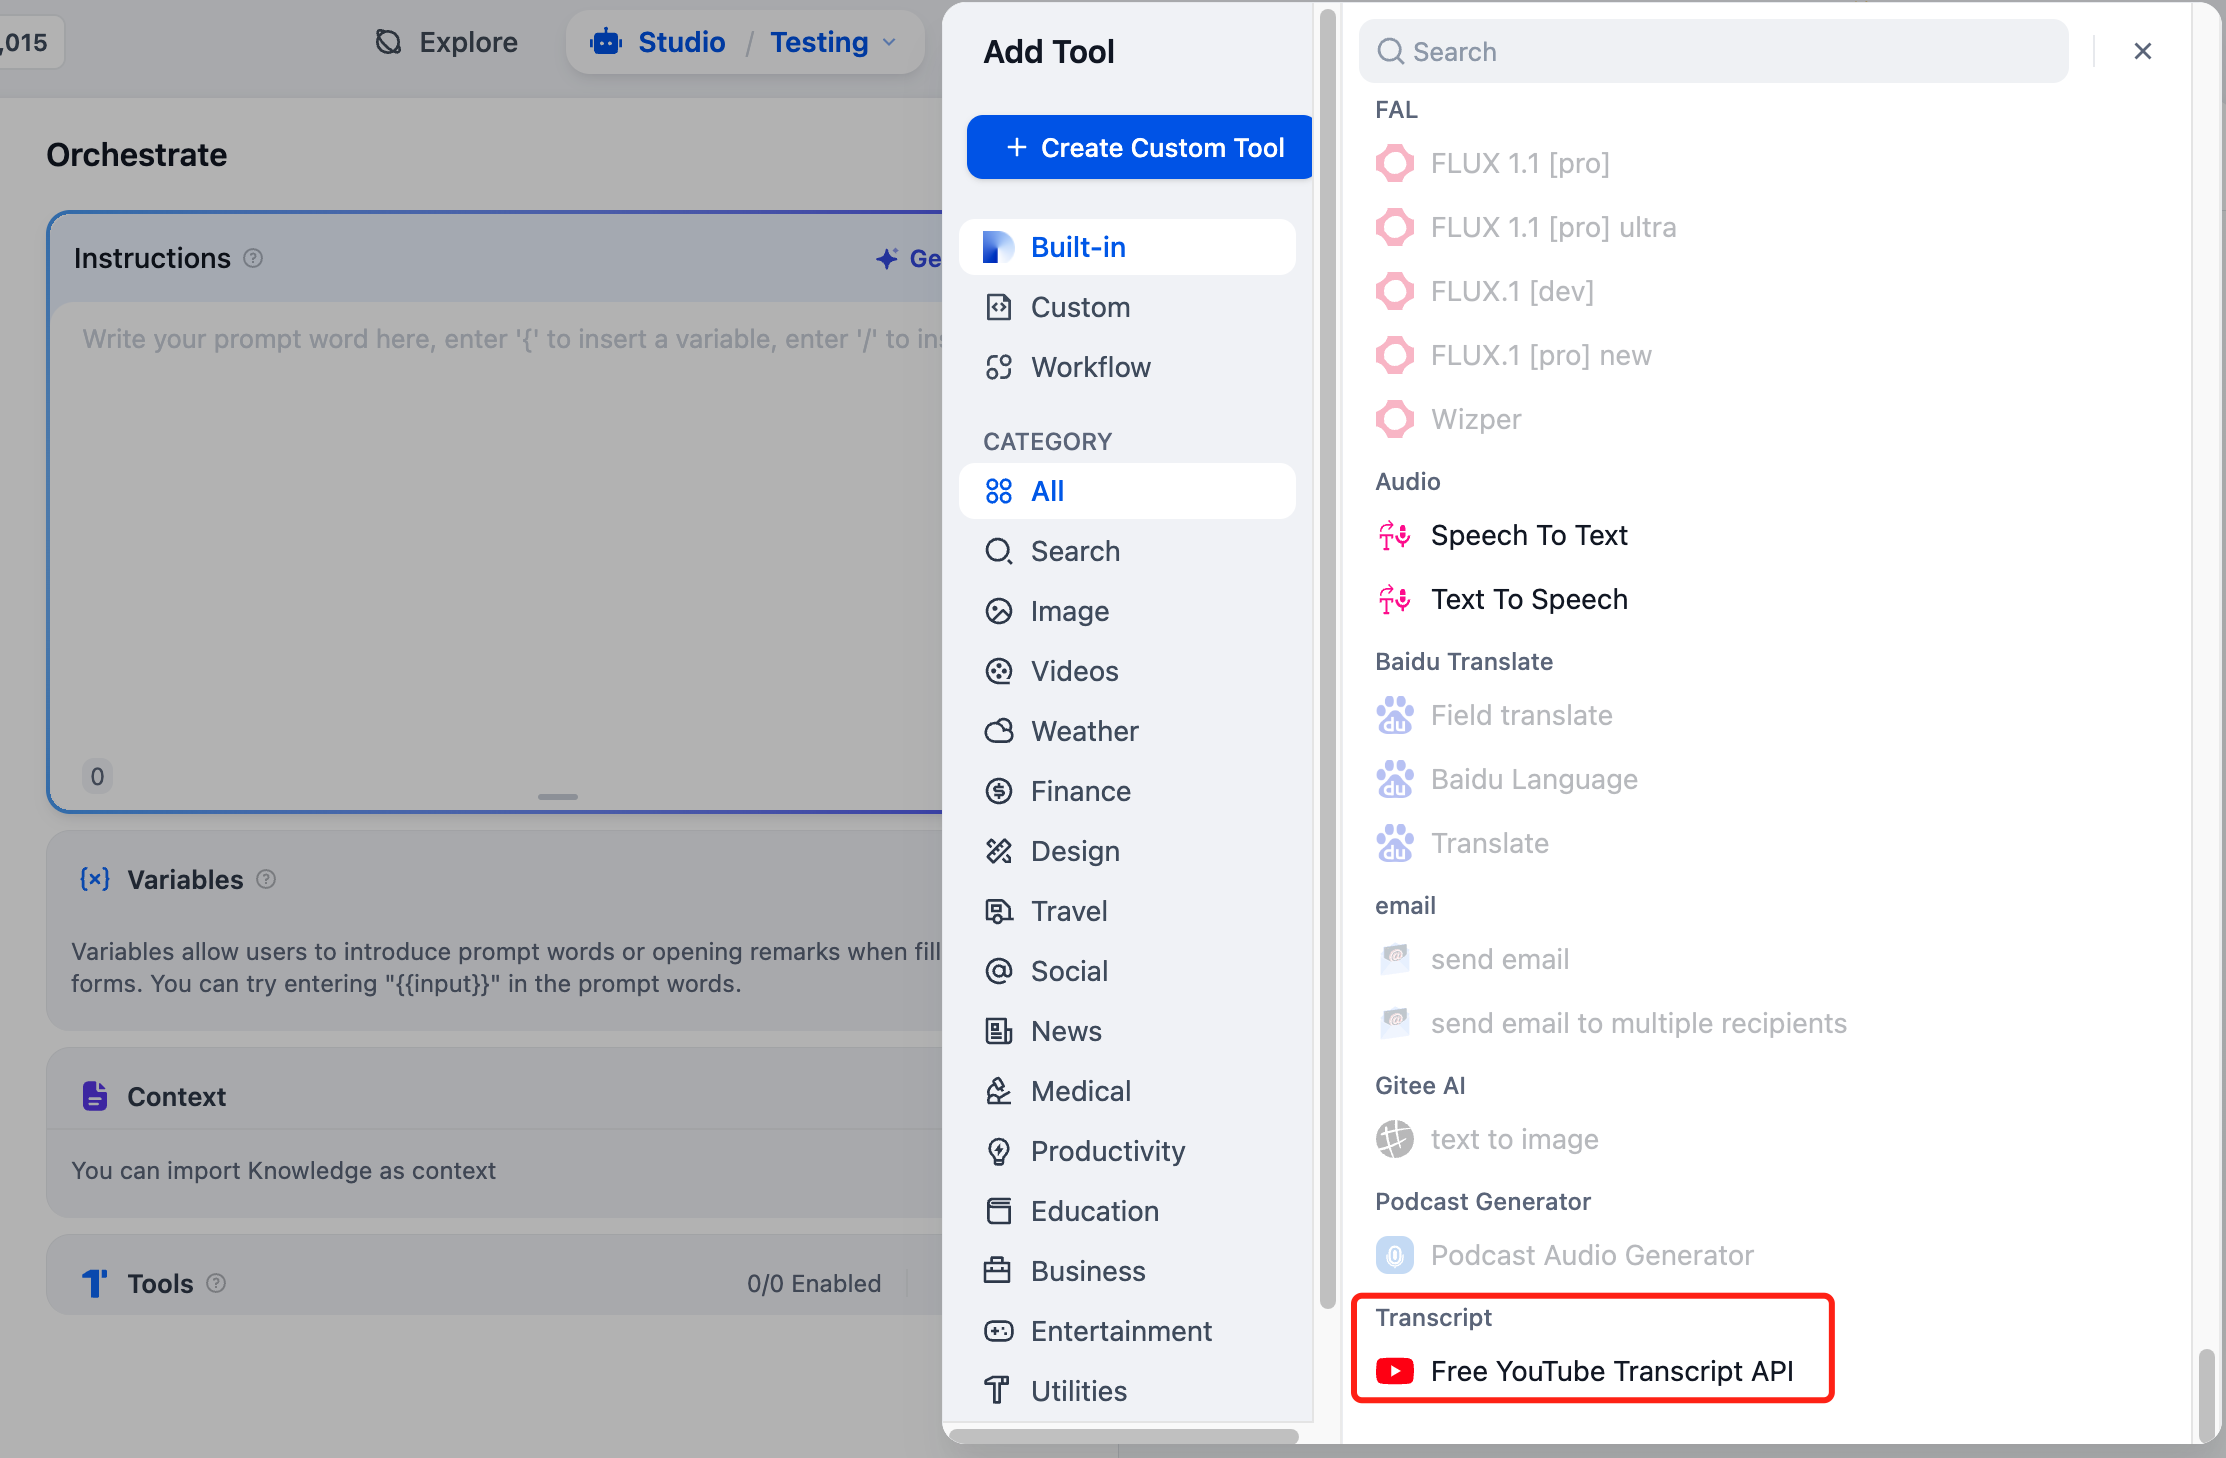 ,015
Explore
Studio / Testing
Orchestrate
Instructions
Ge
Write your prompt word here, enter '{' to insert a variable, enter '/' to ins
0
Variables
Variables allow users to introduce prompt words or opening remarks when fill
forms. You can try entering "{{input}}" in the prompt words.
Context
You can import Knowledge as context
Tools
0/0 Enabled
Add Tool
+ Create Custom Tool
Built-in
Custom
Workflow
CATEGORY
All
Search
Image
Videos
Weather
Finance
Design
Travel
Social
News
Medical
Productivity
Education
Business
Entertainment
Utilities
Search
FAL
FLUX 1.1 [pro]
FLUX 1.1 [pro] ultra
FLUX.1 [dev]
FLUX.1 [pro] new
Wizper
Audio
Speech To Text
Text To Speech
Baidu Translate
du Field translate
du Baidu Language
du Translate
email
send email
send email to multiple recipients
Gitee AI
text to image
Podcast Generator
Podcast Audio Generator
Transcript
Free YouTube Transcript API